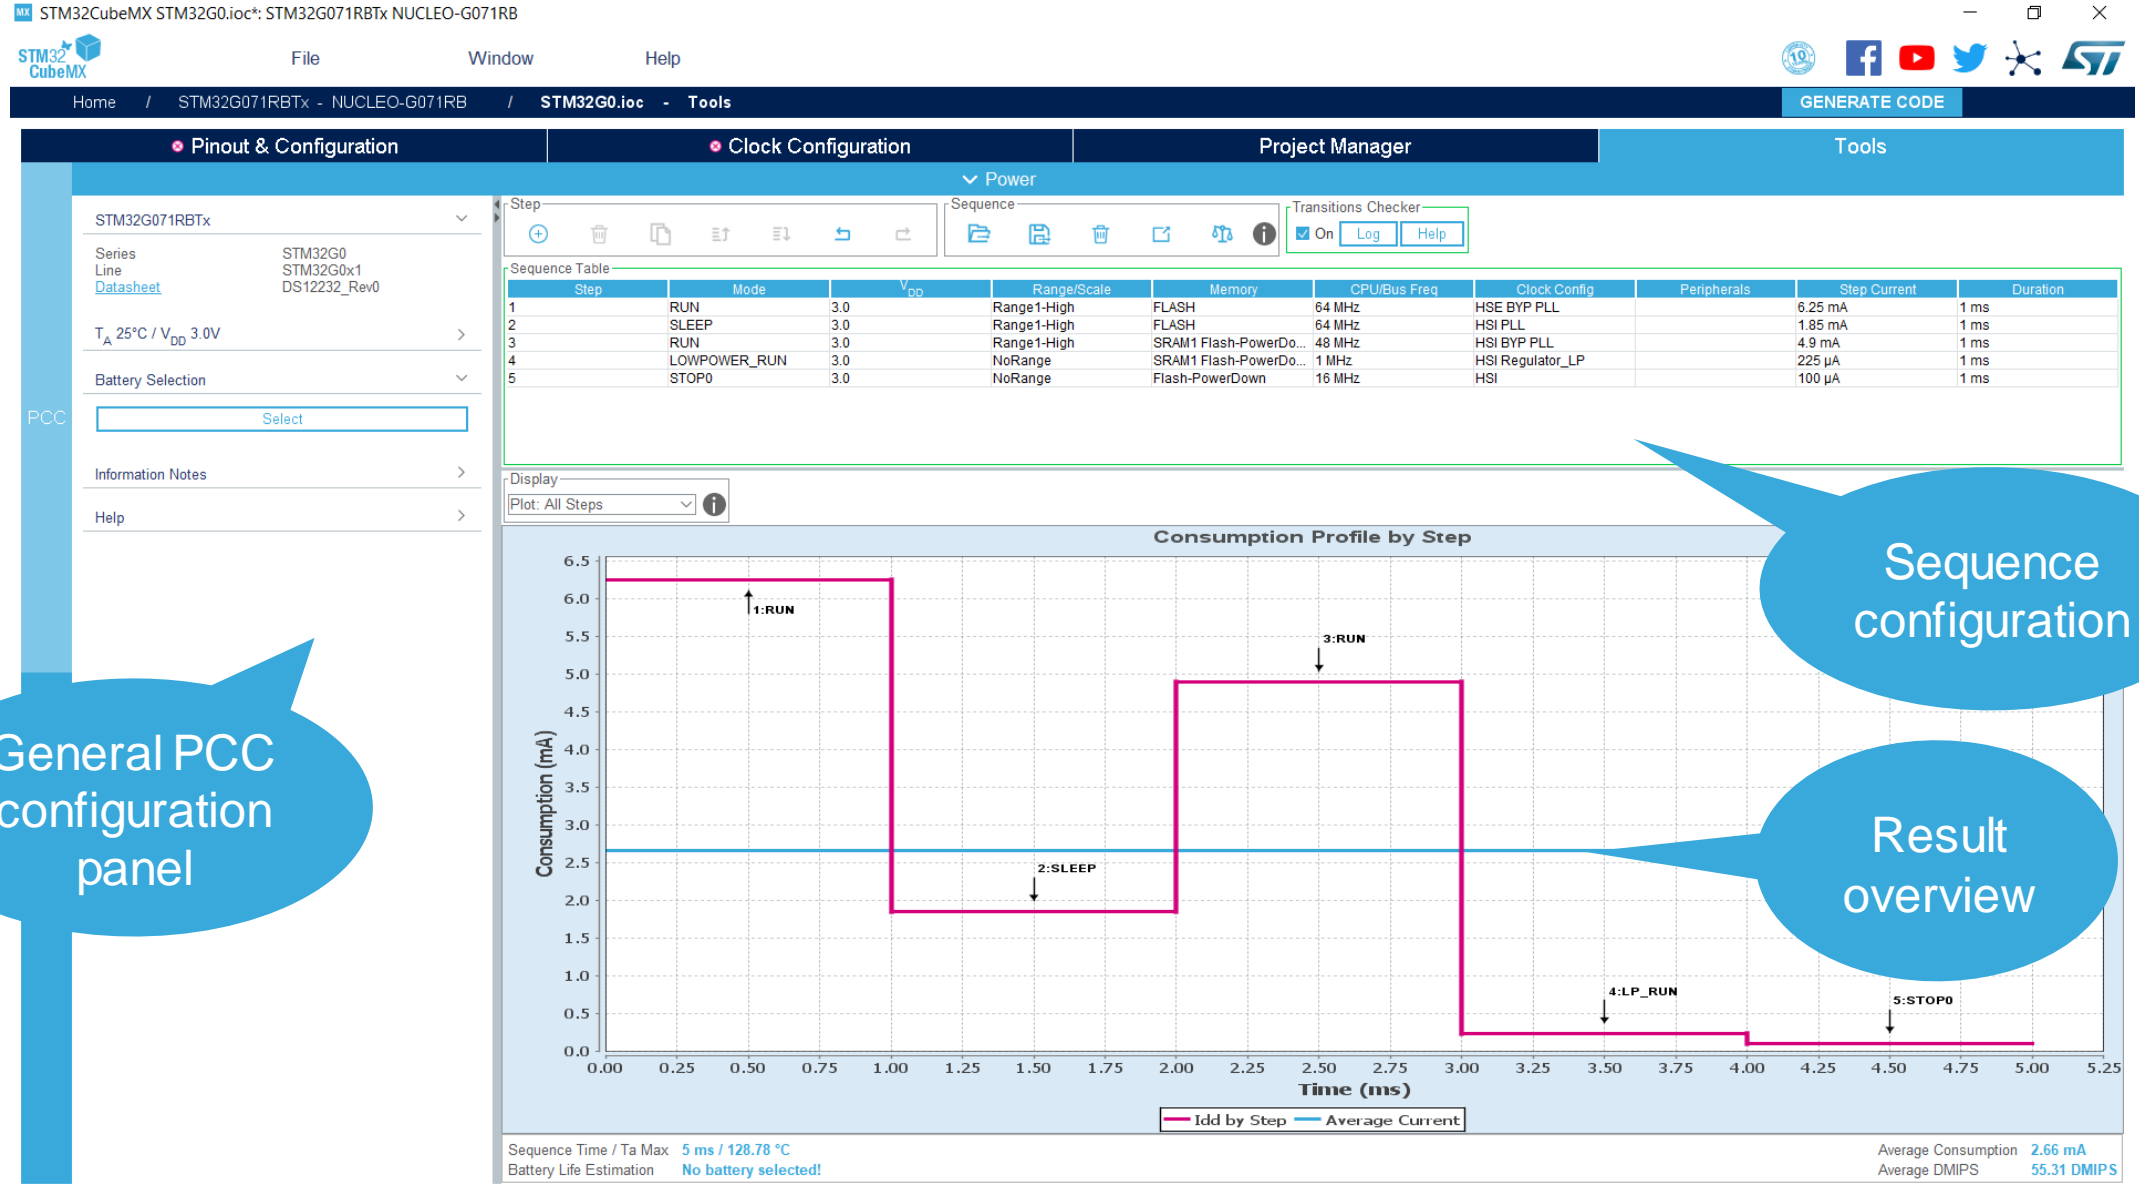 STM32CubeMX STM32G0.ioc*: STM32G071RBTx NUCLEO-G071RB
STM32 CubeMX
File Window Help
10
Home / STM32G071RBTx - NUCLEO-G071RB / STM32G0.ioc - Tools
GENERATE CODE
Pinout & Configuration Clock Configuration Project Manager Tools
Power
PCC
STM32G071RBTx
Series STM32G0
Line STM32G0x1
Datasheet DS12232_Rev0
TA 25°C / VDD 3.0V
Battery Selection
Select
Information Notes
Help
General PCC
configuration
panel
Step
Sequence
Transitions Checker
On Log Help
Sequence Table
Step Mode VDD Range/Scale Memory CPU/Bus Freq Clock Config Peripherals Step Current Duration
1 RUN 3.0 Range1-High FLASH 64 MHz HSE BYP PLL 6.25 mA 1 ms
2 SLEEP 3.0 Range1-High FLASH 64 MHz HSI PLL 1.85 mA 1 ms
3 RUN 3.0 Range1-High SRAM1 Flash-PowerDo... 48 MHz HSI BYP PLL 4.9 mA 1 ms
4 LOWPOWER_RUN 3.0 NoRange SRAM1 Flash-PowerDo... 1 MHz HSI Regulator_LP 225 µA 1 ms
5 STOP0 3.0 NoRange Flash-PowerDown 16 MHz HSI 100 µA 1 ms
Sequence
configuration
Display
Plot: All Steps
Consumption Profile by Step
Consumption (mA)
6.5
6.0
5.5
5.0
4.5
4.0
3.5
3.0
2.5
2.0
1.5
1.0
0.5
0.0
1:RUN
2:SLEEP
3:RUN
4:LP_RUN
5:STOP0
Result
overview
0.00 0.25 0.50 0.75 1.00 1.25 1.50 1.75 2.00 2.25 2.50 2.75 3.00 3.25 3.50 3.75 4.00 4.25 4.50 4.75 5.00 5.25
Time (ms)
Idd by Step Average Current
Sequence Time / Ta Max 5 ms / 128.78 °C
Battery Life Estimation No battery selected!
Average Consumption 2.66 mA
Average DMIPS 55.31 DMIPS